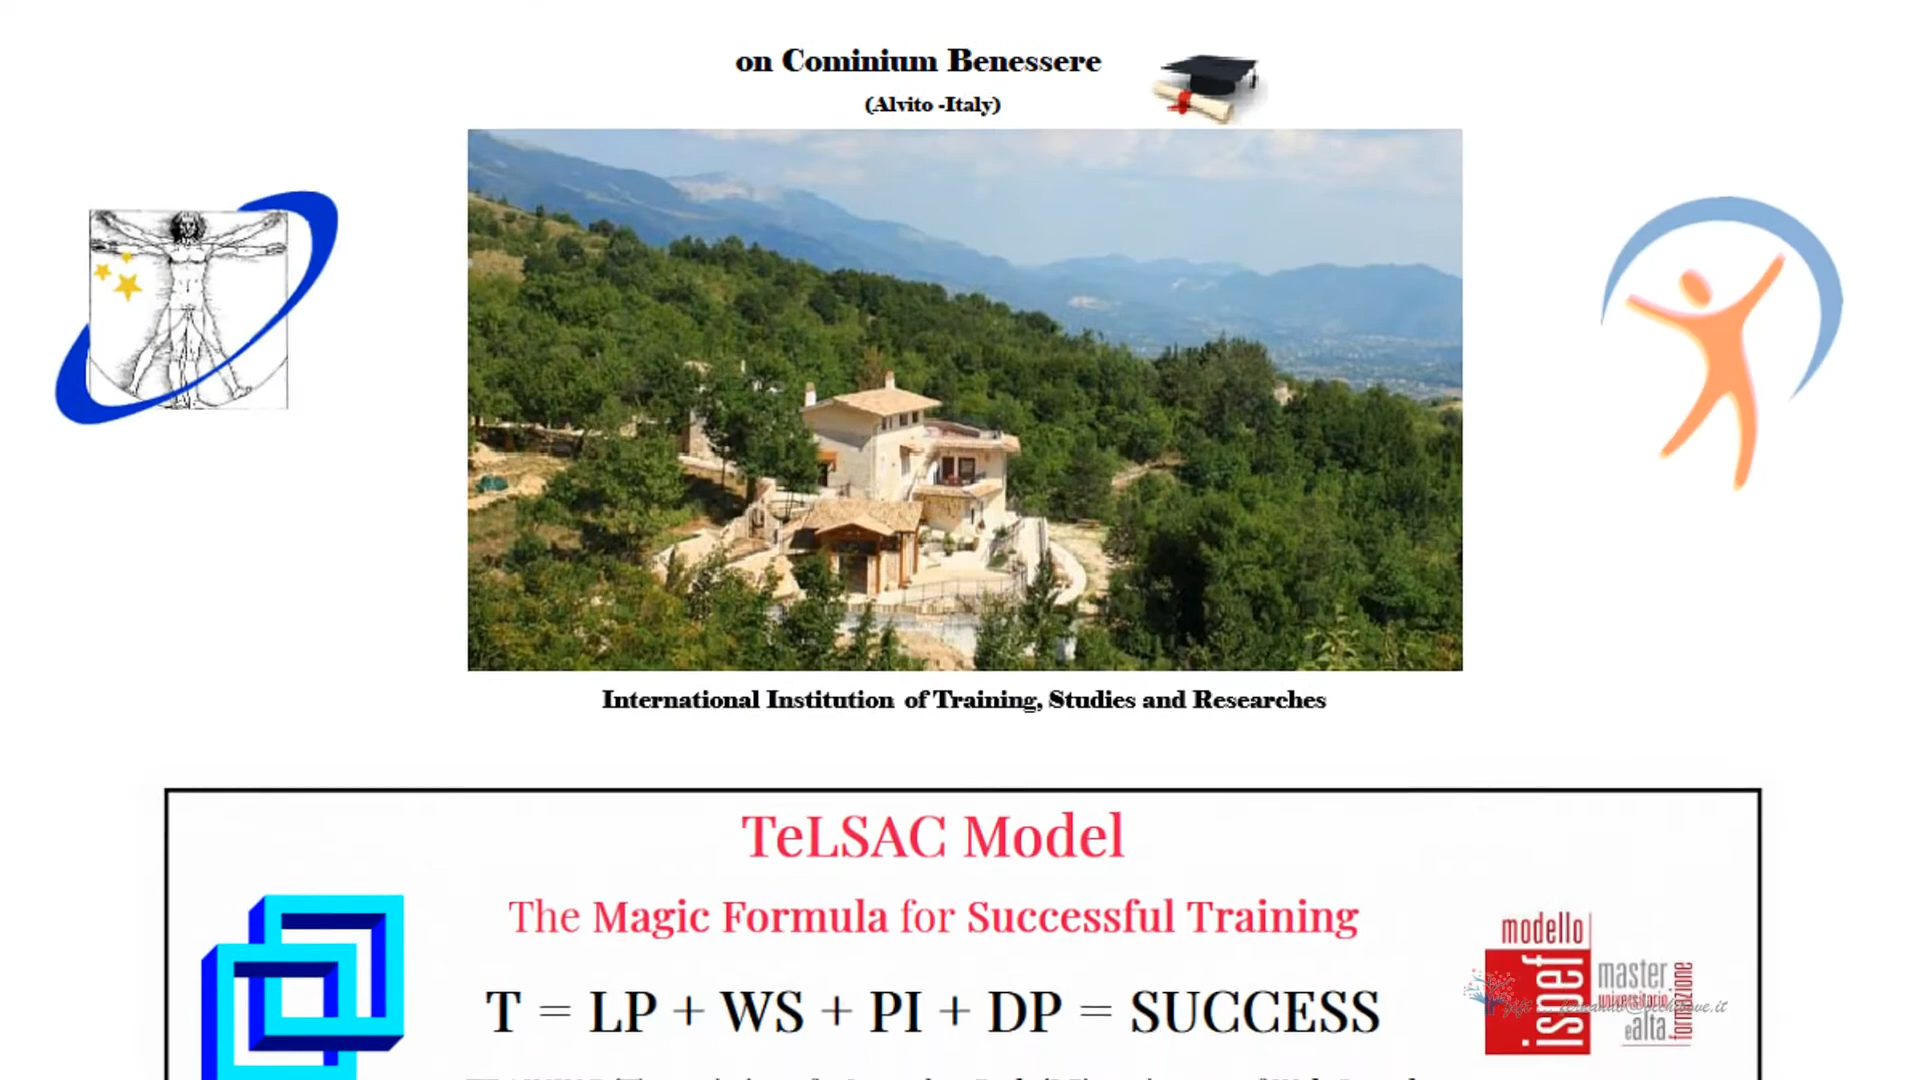 on Cominium Benessere
(Alvito -Italy)
International Institution of Training, Studies and Researches
TeLSAC Model
The Magic Formula for Successful Training
T = LP + WS + PI + DP = SUCCESS
modello
ispef
master
universitario
e alta
formazione